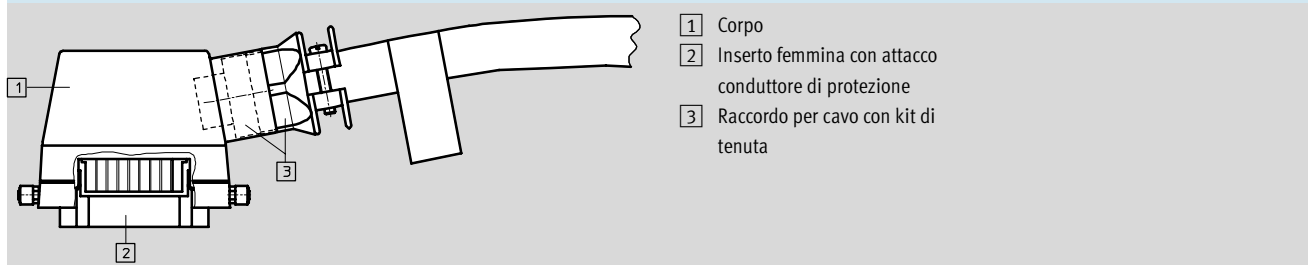 1 Corpo
2 Inserto femmina con attacco
conduttore di protezione
3 Raccordo per cavo con kit di
tenuta
1
3
2